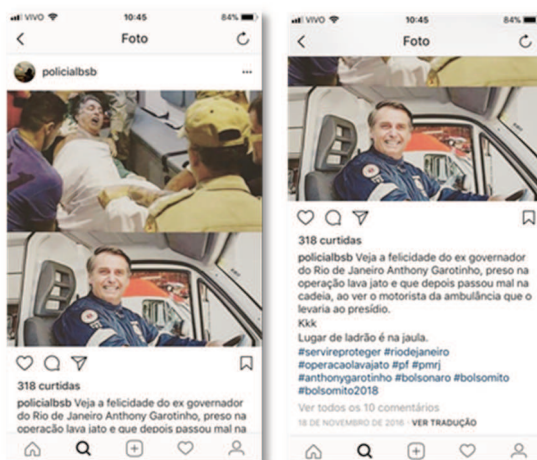 VIVO 10:45 84%
Foto
policialbsb
318 curtidas
policialbsb Veja a felicidade do ex governador
do Rio de Janeiro Anthony Garotinho, preso na
operação lava jato e que depois passou mal na
VIVO 10:45 84%
Foto
318 curtidas
policialbsb Veja a felicidade do ex governador
do Rio de Janeiro Anthony Garotinho, preso na
operação lava jato e que depois passou mal na
cadeia, ao ver o motorista da ambulância que o
levaria ao presídio.
Kkk
Lugar de ladrão é na jaula.
#servireproteger #riodejaneiro
#operacaolavajato #pf #pmrj
#anthonygarotinho #bolsonaro #bolsomito
#bolsomito2018
Ver todos os 10 comentários
18 DE NOVEMBRO DE 2016 · VER TRADUÇÃO